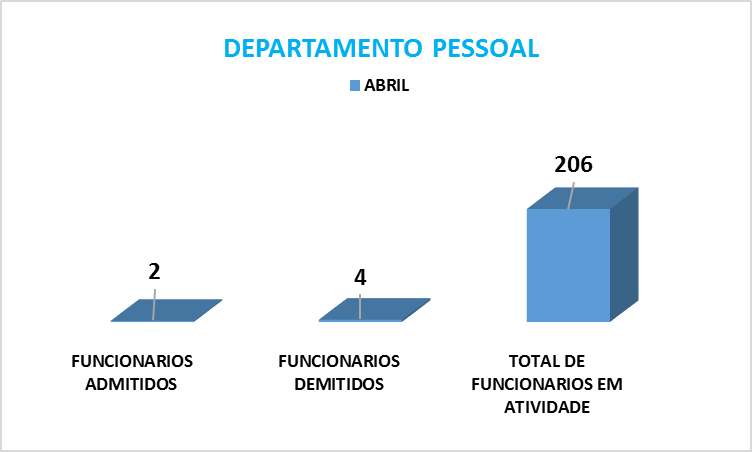 DEPARTAMENTO PESSOAL
ABRIL
2
4
206
FUNCIONARIOS
ADMITIDOS
FUNCIONARIOS
DEMITIDOS
TOTAL DE
FUNCIONARIOS EM
ATIVIDADE